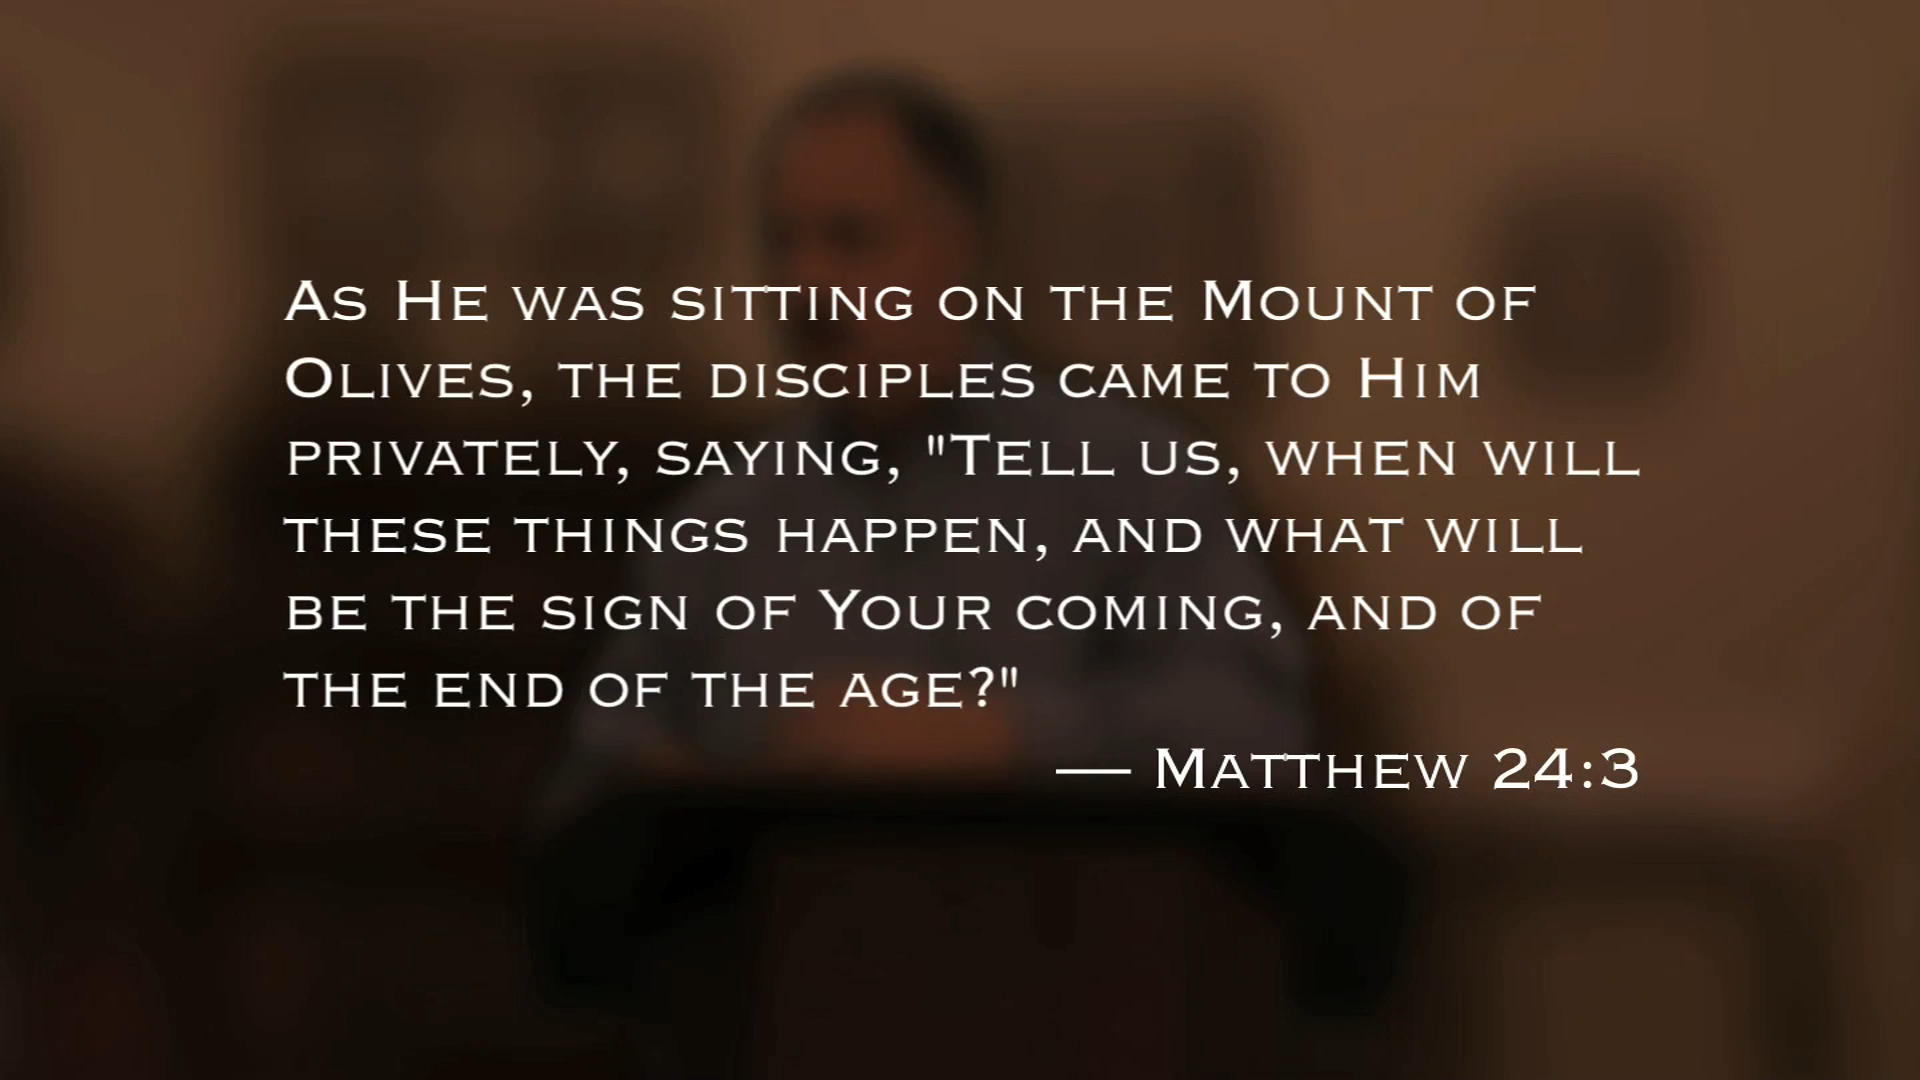 As He was sitting on the Mount of
Olives, the disciples came to Him
privately, saying, "Tell us, when will
these things happen, and what will
be the sign of Your coming, and of
the end of the age?"
— Matthew 24:3